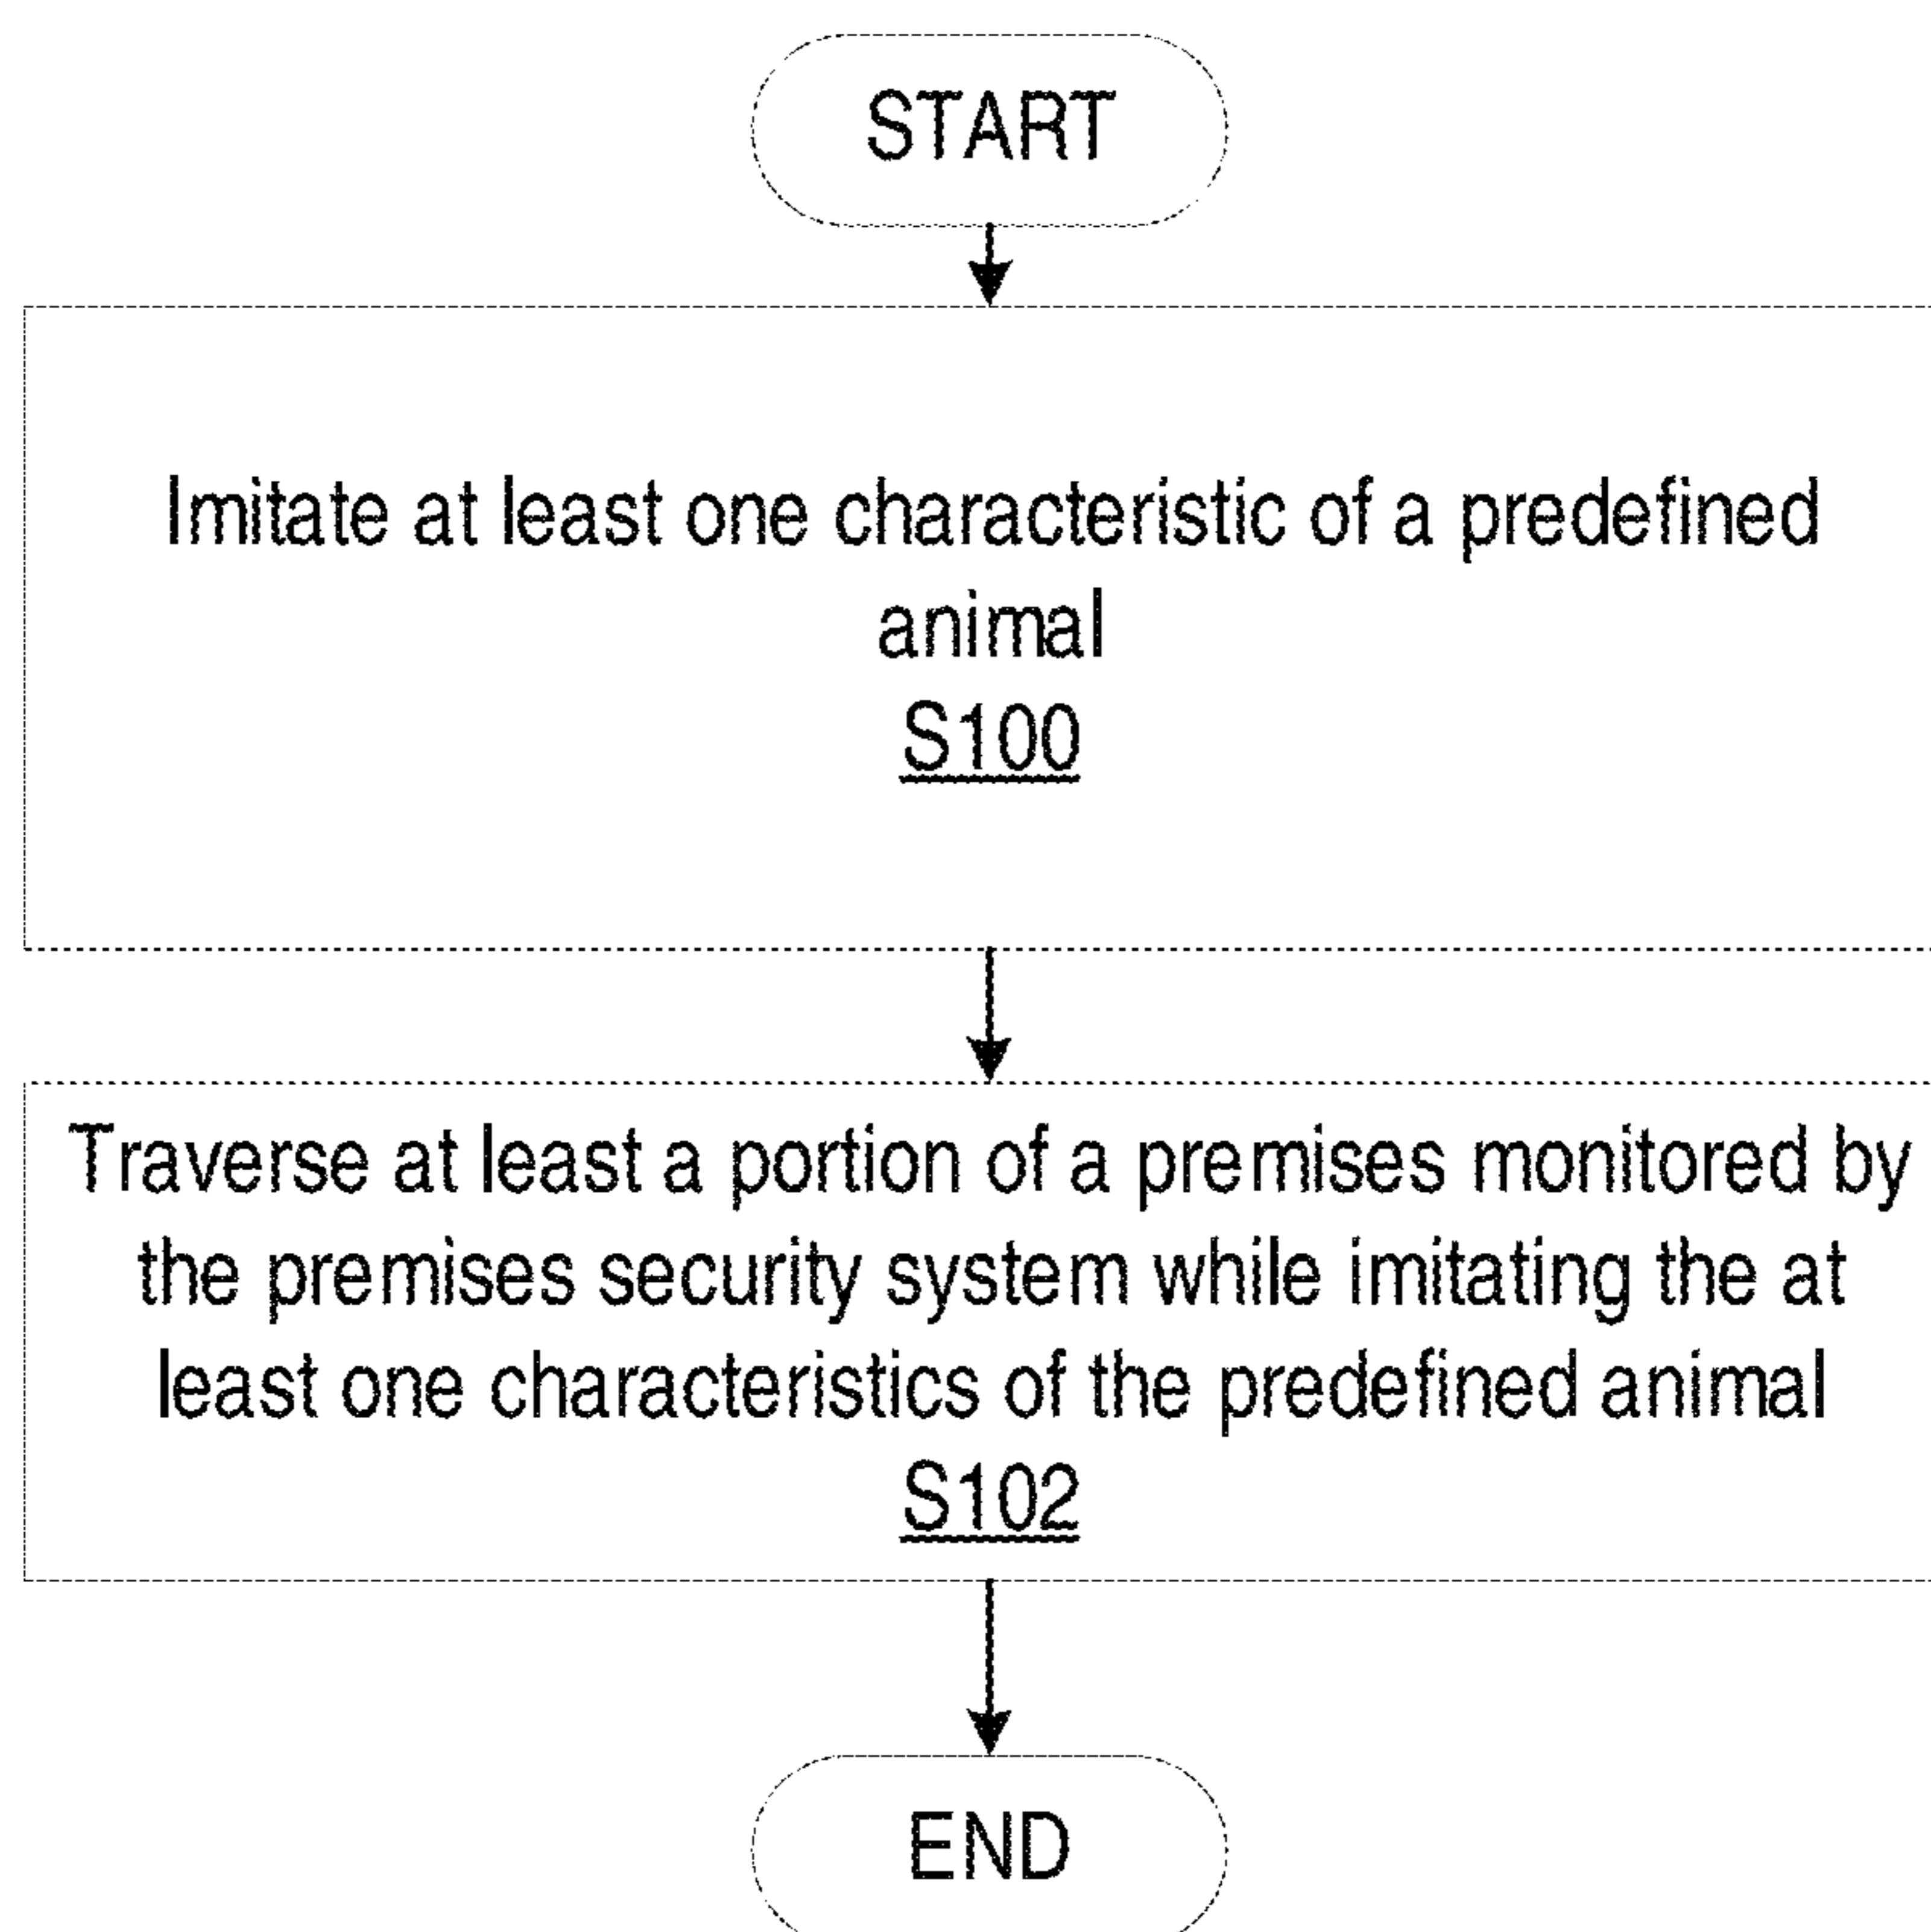 START
Imitate at least one characteristic of a predefined
animal
S100
Traverse at least a portion of a premises monitored by
the premises security system while imitating the at
least one characteristics of the predefined animal
S102
END